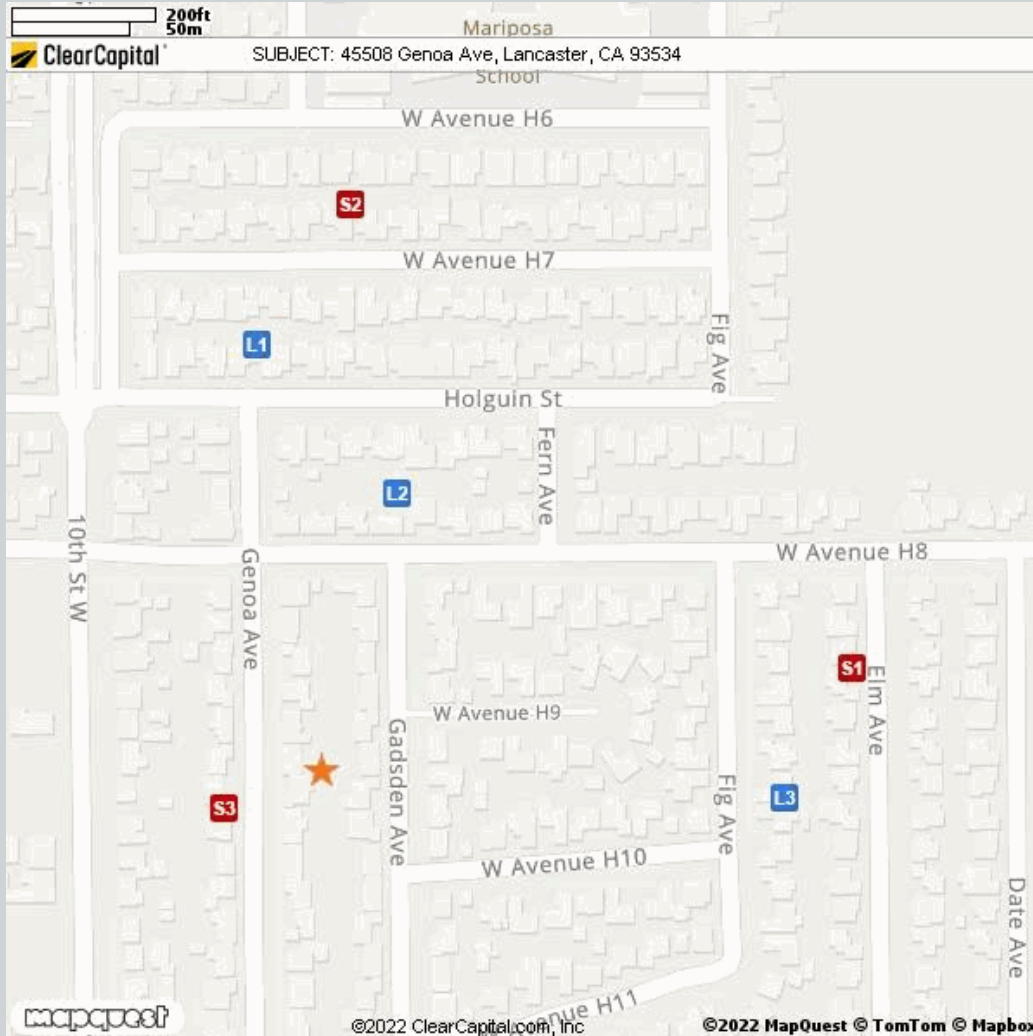 200ft
50m
Mariposa
ClearCapital
SUBJECT: 45508 Genoa Ave, Lancaster, CA 93534
School
W Avenue H6
S2
W Avenue H7
Fig Ave
L1
Holguin St
Fern Ave
L2
10th St W
W Avenue H8
Genoa Ave
S1
Elm Ave
W Avenue H9
Gadsden Ave
Fig Ave
L3
S3
W Avenue H10
Date Ave
enue H11
mapquest
©2022 ClearCapital.com, Inc
©2022 MapQuest © TomTom © Mapbox